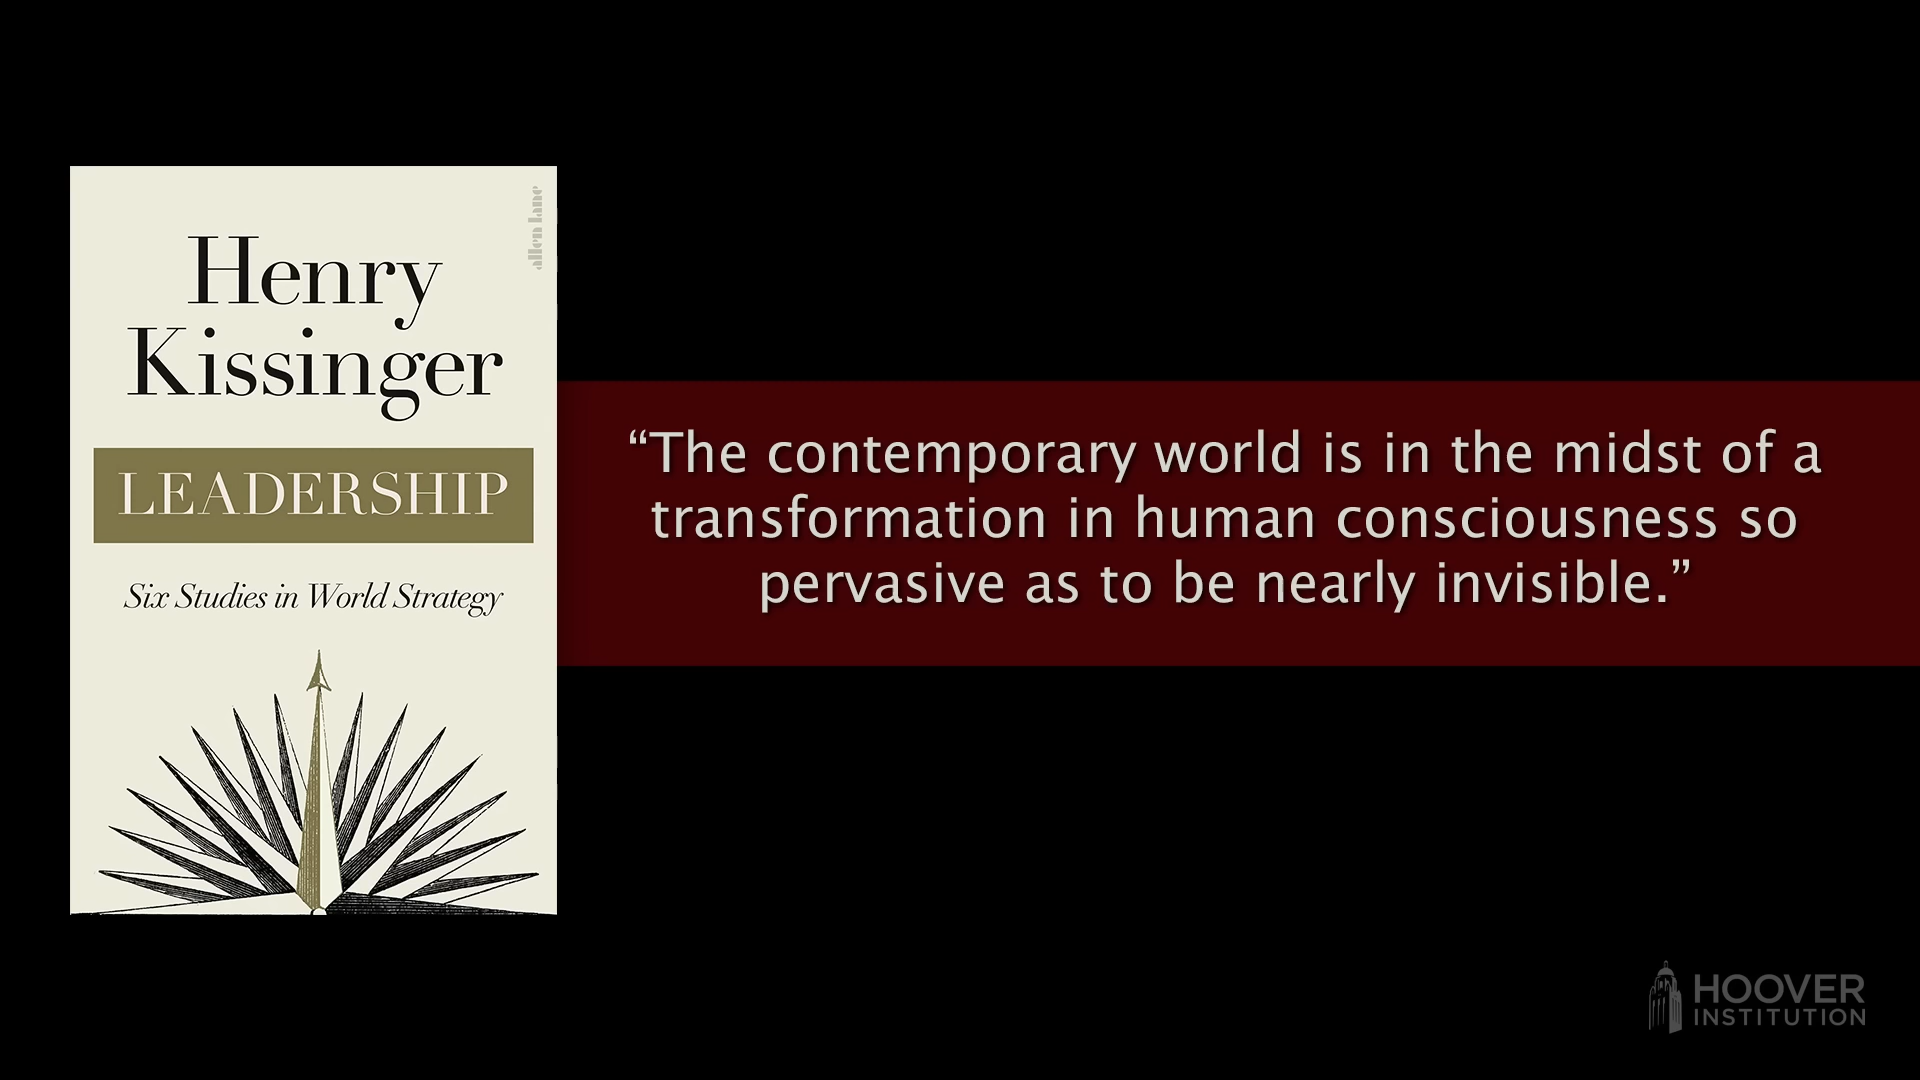 allen lane
Henry
Kissinger
LEADERSHIP
Six Studies in World Strategy
“The contemporary world is in the midst of a
transformation in human consciousness so
pervasive as to be nearly invisible.”
HOOVER
INSTITUTION